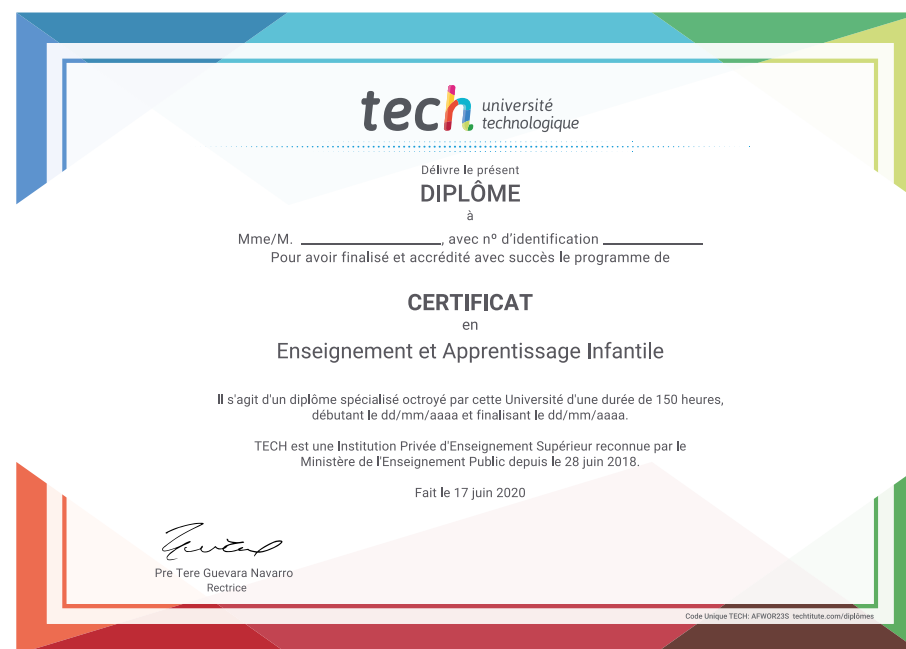 tech université
technologique
Délivre le présent
DIPLÔME
à
Mme/M. ____________________, avec nº d'identification ______________
Pour avoir finalisé et accrédité avec succès le programme de
CERTIFICAT
en
Enseignement et Apprentissage Infantile
Il s'agit d'un diplôme spécialisé octroyé par cette Université d'une durée de 150 heures,
débutant le dd/mm/aaaa et finalisant le dd/mm/aaaa.
TECH est une Institution Privée d'Enseignement Supérieur reconnue par le
Ministère de l'Enseignement Public depuis le 28 juin 2018.
Fait le 17 juin 2020
Pre Tere Guevara Navarro
Rectrice
Code Unique TECH: AFWOR23S techtitute.com/diplômes